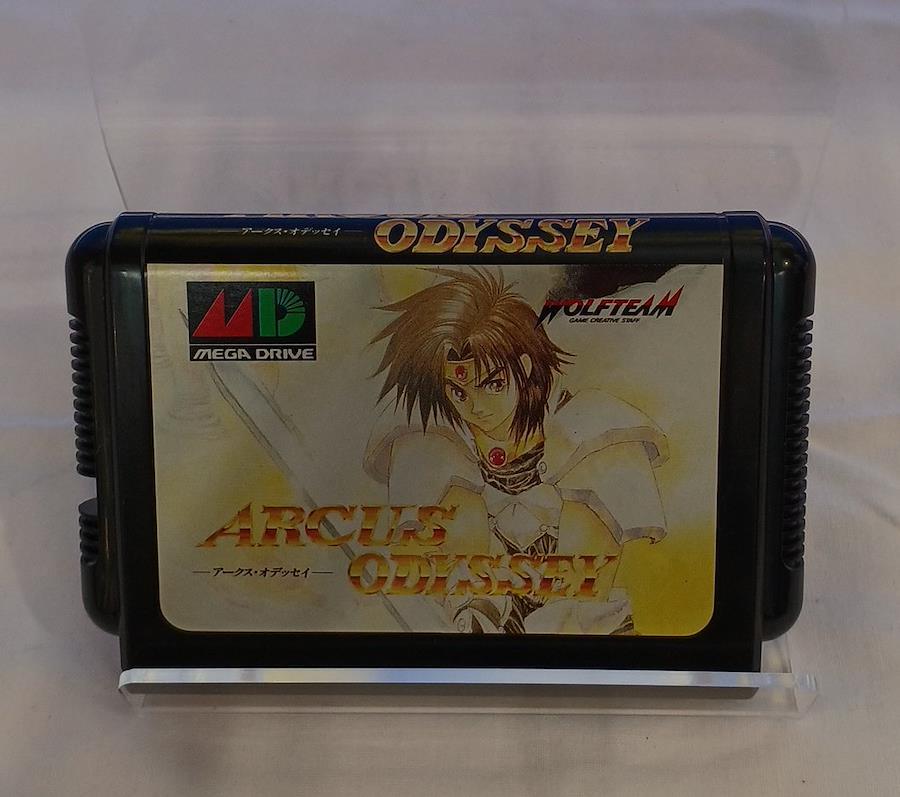 ARCUS
—アークス・オデッセイ— ODYSSEY
MD
MEGA DRIVE
WOLFTEAM
GAME CREATIVE STAFF
ARCUS
—アークス・オデッセイ— ODYSSEY